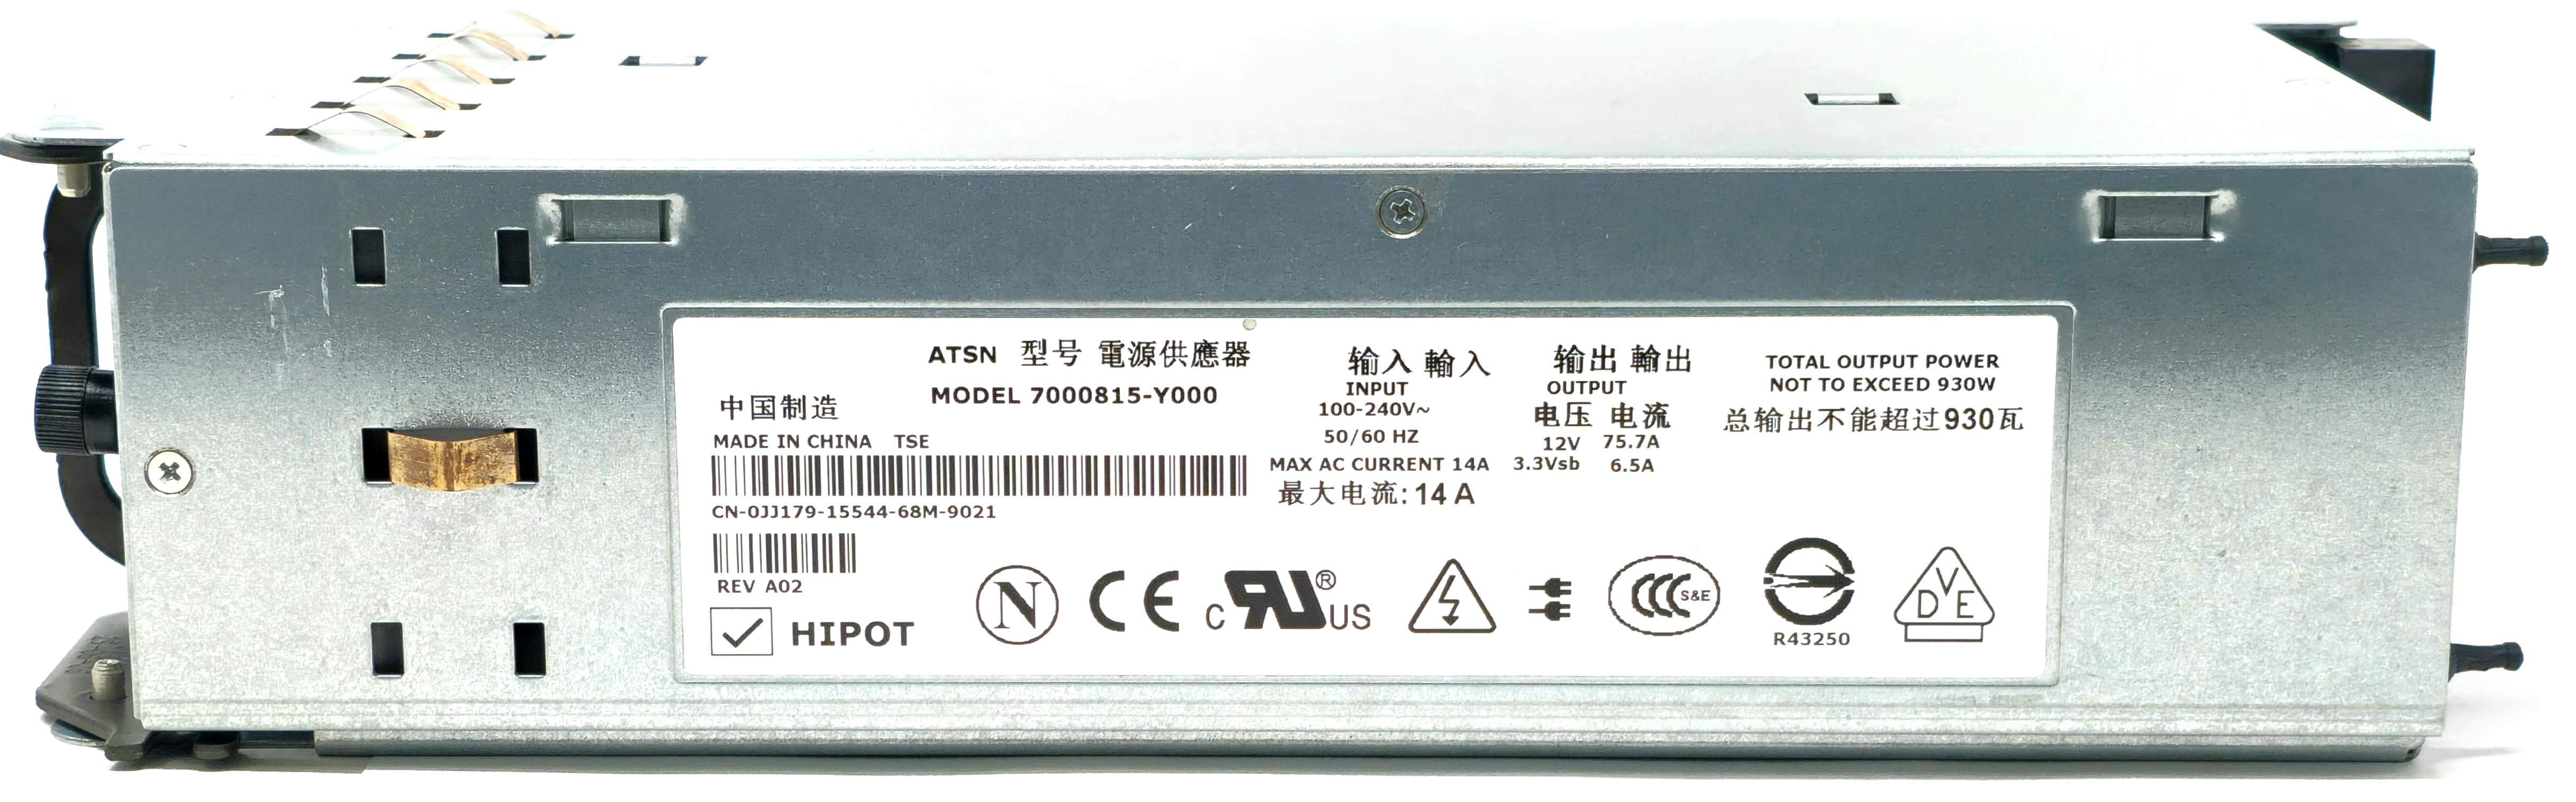 ATSN 型号 電源供應器
MODEL 7000815-Y000
中国制造
MADE IN CHINA TSE
CN-0JJ179-15544-68M-9021
REV A02
HIPOT
输入 輸入
INPUT
100-240V~
50/60 HZ
MAX AC CURRENT 14A
最大电流: 14 A
输出 輸出
OUTPUT
电压 电流
12V 75.7A
3.3Vsb 6.5A
TOTAL OUTPUT POWER
NOT TO EXCEED 930W
总输出不能超过930瓦
N
CE
C RU ® US
CCC S&E
R43250
DVE